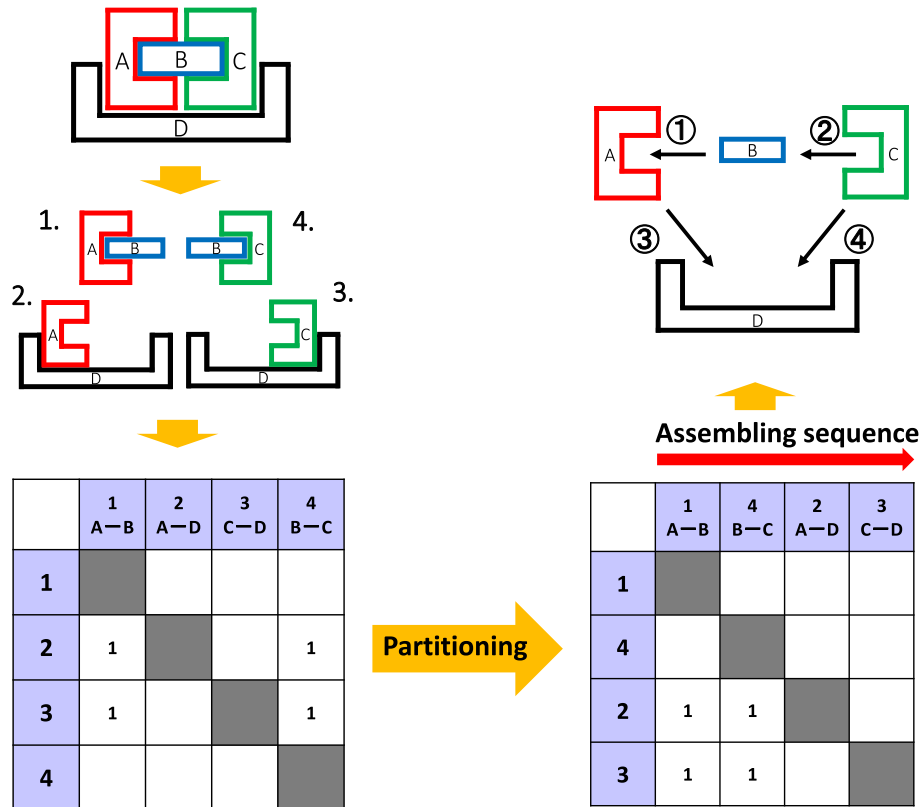 A B C
D
1.
A B
B C
4.
2.
A
D
3.
C
D
1 2 3 4
A－B A－D C－D B－C
1
2 1 1
3 1 1
4
Partitioning
① ②
A B C
③ ④
D
Assembling sequence
1 4 2 3
A－B B－C A－D C－D
1
4
2 1 1
3 1 1